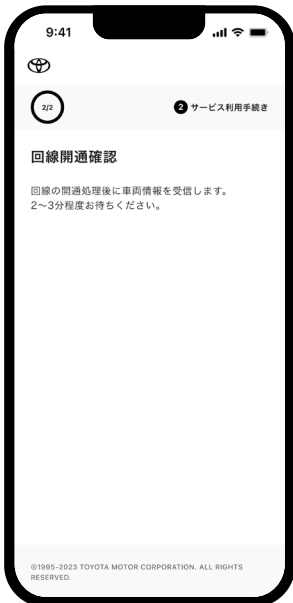 9:41
2/2
2 サービス利用手続き
回線開通確認
回線の開通処理後に車両情報を受信します。
2〜3分程度お待ちください。
©1995-2023 TOYOTA MOTOR CORPORATION. ALL RIGHTS
RESERVED.